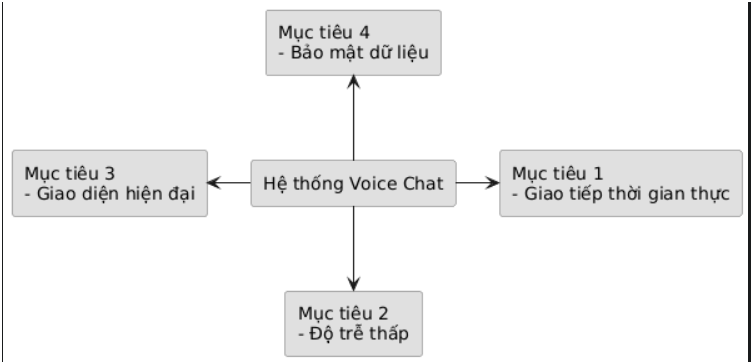 Mục tiêu 4
- Bảo mật dữ liệu
Mục tiêu 3
- Giao diện hiện đại
Hệ thống Voice Chat
Mục tiêu 1
- Giao tiếp thời gian thực
Mục tiêu 2
- Độ trễ thấp